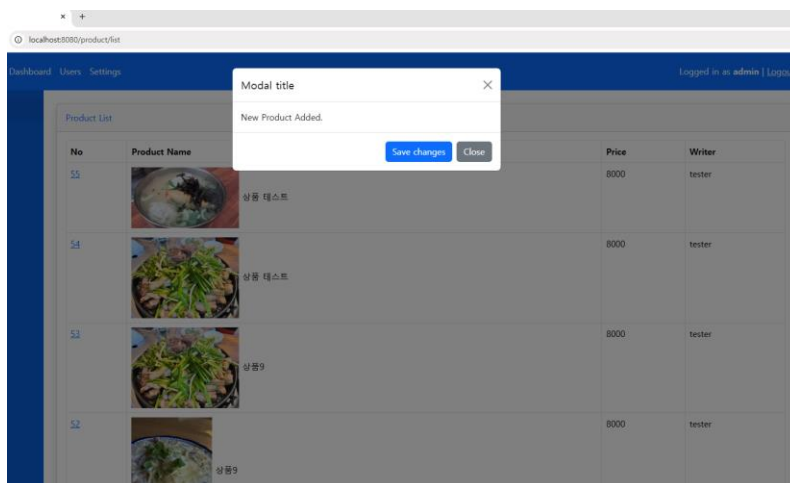 localhost:8080/product/list
Dashboard Users Settings
Logged in as admin | Logou
Modal title
New Product Added.
Save changes Close
Product List
No Product Name Price Writer
55 상품 테스트 8000 tester
54 상품 테스트 8000 tester
53 상품9 8000 tester
52 상품9 8000 tester